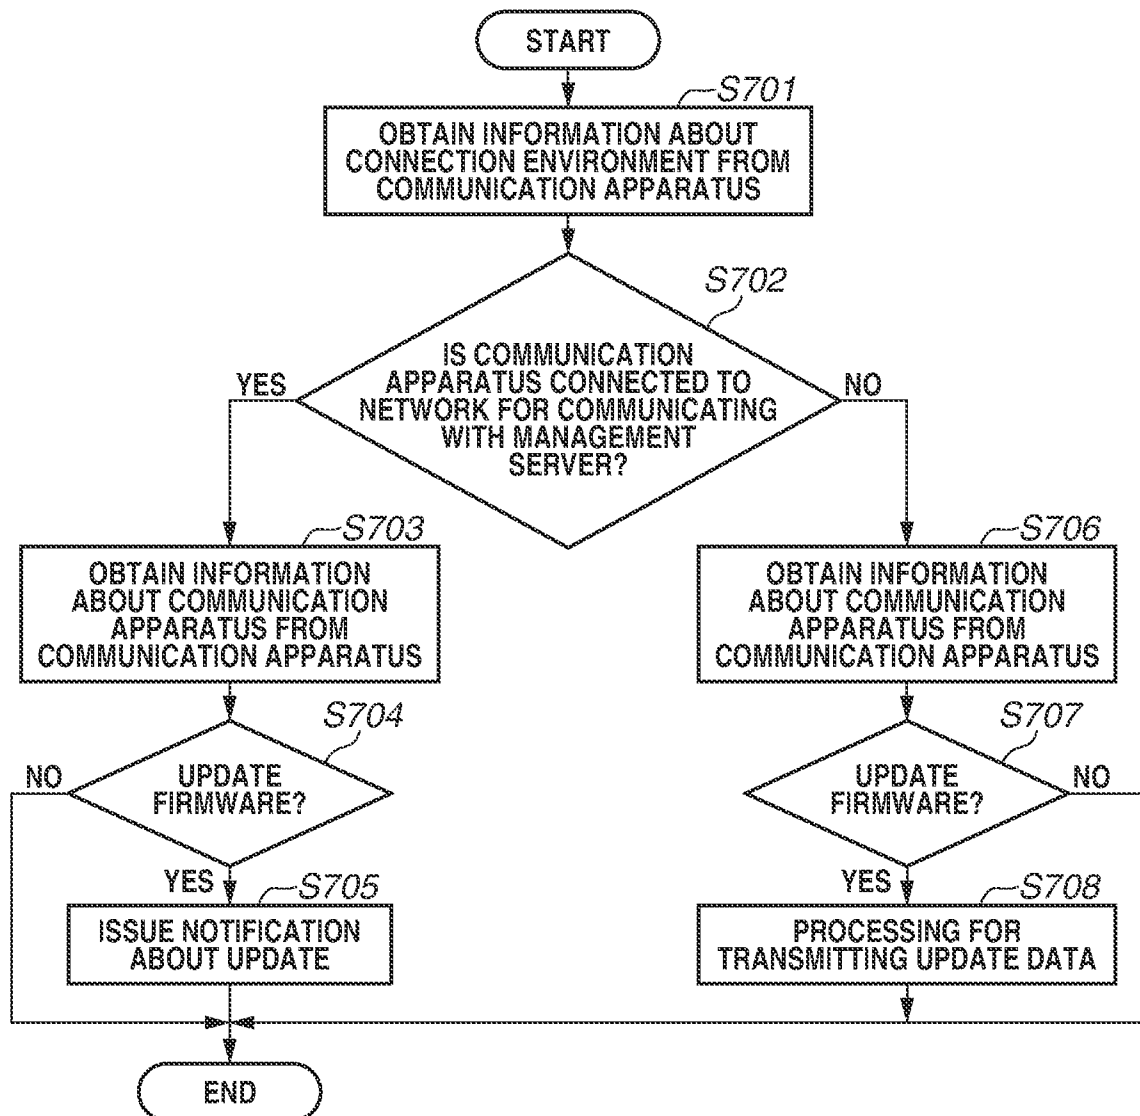 START
S701
OBTAIN INFORMATION ABOUT
CONNECTION ENVIRONMENT FROM
COMMUNICATION APPARATUS
S702
IS COMMUNICATION
APPARATUS CONNECTED TO
NETWORK FOR COMMUNICATING
WITH MANAGEMENT
SERVER?
YES
NO
S703
OBTAIN INFORMATION
ABOUT COMMUNICATION
APPARATUS FROM
COMMUNICATION APPARATUS
S704
UPDATE
FIRMWARE?
NO
YES
S705
ISSUE NOTIFICATION
ABOUT UPDATE
S706
OBTAIN INFORMATION
ABOUT COMMUNICATION
APPARATUS FROM
COMMUNICATION APPARATUS
S707
UPDATE
FIRMWARE?
NO
YES
S708
PROCESSING FOR
TRANSMITTING UPDATE DATA
END